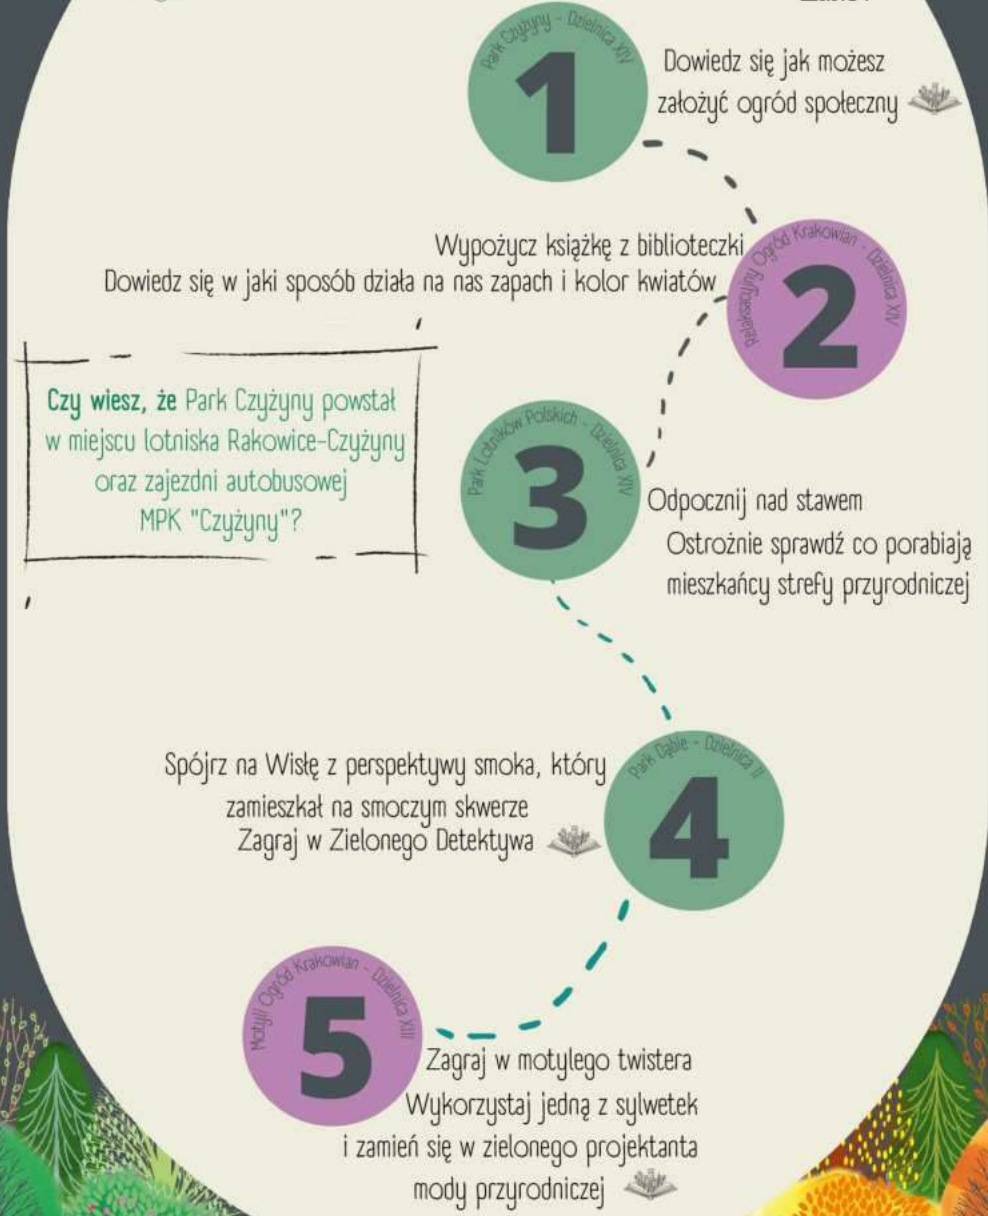 Park Czyżyny - Dzielnica XIV
1
Dowiedz się jak możesz
założyć ogród społeczny
Wypożycz książkę z biblioteczki
Dowiedz się w jaki sposób działa na nas zapach i kolor kwiatów
Relaksacyjny Ogród Krakowian - Dzielnica XIV
2
Czy wiesz, że Park Czyżyny powstał
w miejscu lotniska Rakowice-Czyżyny
oraz zajezdni autobusowej
MPK "Czyżyny"?
Park Lotników Polskich - Dzielnica XIV
3
Odpocznij nad stawem
Ostrożnie sprawdź co porabiają
mieszkańcy strefy przyrodniczej
Spójrz na Wisłę z perspektywy smoka, który
zamieszkał na smoczym skwerze
Zagraj w Zielonego Detektywa
Park Dąbie - Dzielnica II
4
Motyli Ogród Krakowian - Dzielnica XIII
5
Zagraj w motylego twistera
Wykorzystaj jedną z sylwetek
i zamień się w zielonego projektanta
mody przyrodniczej